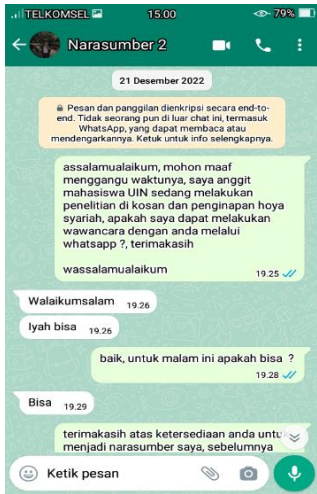 TELKOMSEL 15:00 79%
Narasumber 2
21 Desember 2022
Pesan dan panggilan dienkripsi secara end-to-
end. Tidak seorang pun di luar chat ini, termasuk
WhatsApp, yang dapat membaca atau
mendengarkannya. Ketuk untuk info selengkapnya.
assalamualaikum, mohon maaf
menggangu waktunya, saya anggit
mahasiswa UIN sedang melakukan
penelitian di kosan dan penginapan hoya
syariah, apakah saya dapat melakukan
wawancara dengan anda melalui
whatsapp ?, terimakasih
wassalamualaikum
19.25
Walaikumsalam 19.26
Iyah bisa 19.26
baik, untuk malam ini apakah bisa ?
19.28
Bisa 19.29
terimakasih atas ketersediaan anda untuk
menjadi narasumber saya, sebelumnya
Ketik pesan